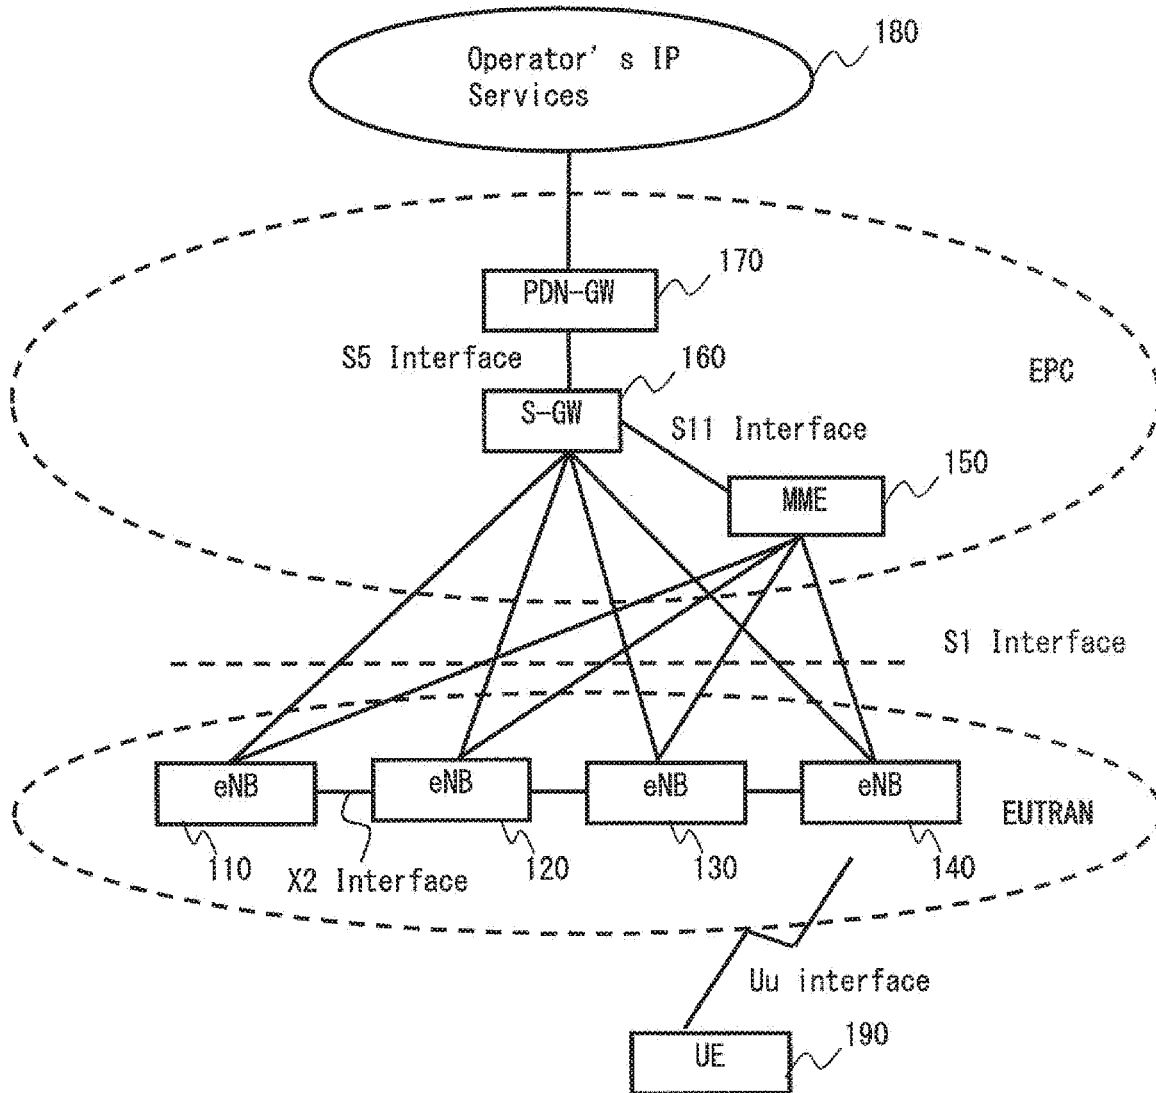 180
Operator's IP
Services
170
PDN-GW
S5 Interface
160
EPC
S-GW
S11 Interface
150
MME
S1 Interface
eNB
eNB
eNB
eNB
EUTRAN
110
X2 Interface
120
130
140
Uu interface
190
UE